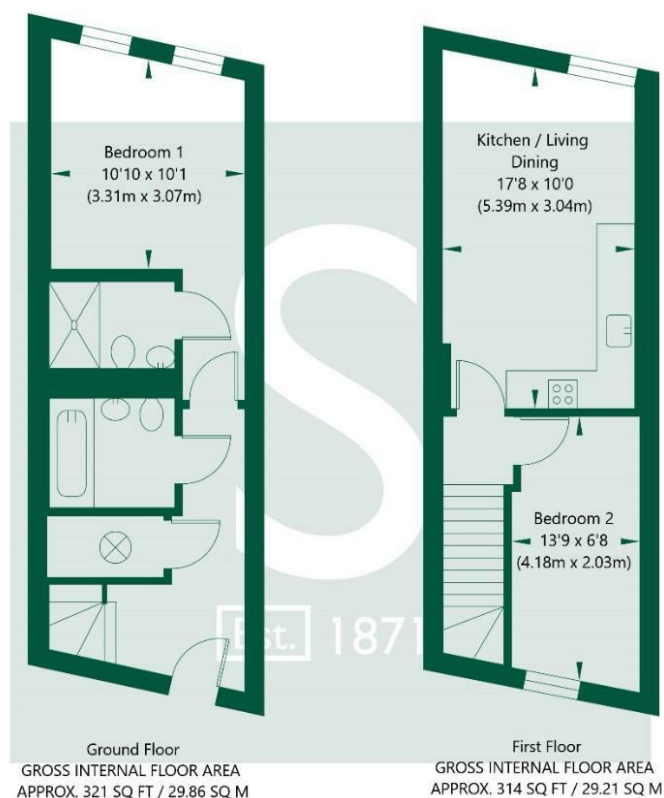 Bedroom 1
10'10 x 10'1
(3.31m x 3.07m)
Kitchen / Living
Dining
17'8 x 10'0
(5.39m x 3.04m)
Bedroom 2
13'9 x 6'8
(4.18m x 2.03m)
S
Est. 1871
Ground Floor
GROSS INTERNAL FLOOR AREA
APPROX. 321 SQ FT / 29.86 SQ M
First Floor
GROSS INTERNAL FLOOR AREA
APPROX. 314 SQ FT / 29.21 SQ M